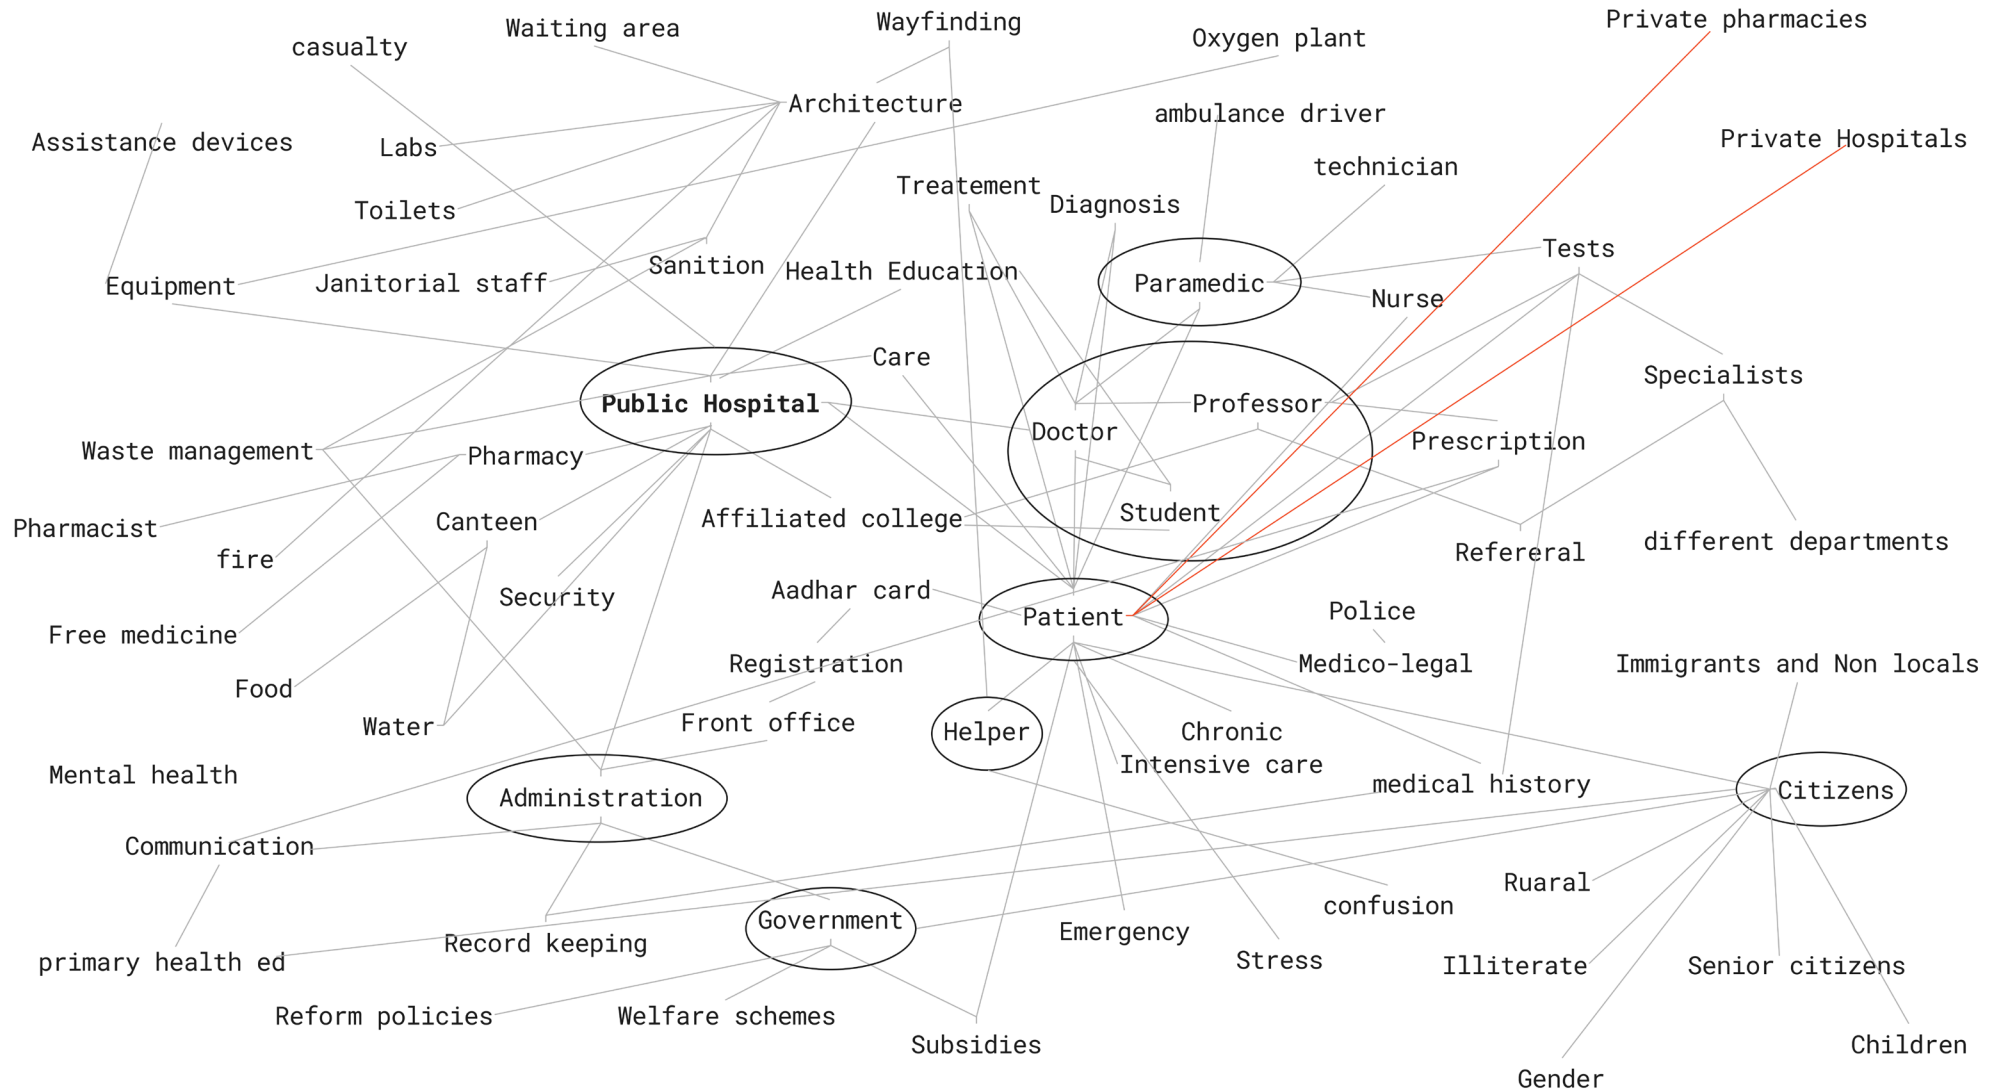 Private pharmacies
Wayfinding
Waiting area
Oxygen plant
casualty
Architecture
ambulance driver
Private Hospitals
Assistance devices
Labs
technician
Treatement
Diagnosis
Toilets
Tests
Sanition
Health Education
Janitorial staff
Paramedic
Equipment
Nurse
Care
Specialists
Public Hospital
Professor
Doctor
Prescription
Waste management
Pharmacy
Student
Affiliated college
Canteen
Pharmacist
different departments
Refereral
fire
Aadhar card
Security
Police
Patient
Free medicine
Registration
Medico-legal
Immigrants and Non locals
Food
Front office
Water
Helper
Chronic
Intensive care
Mental health
medical history
Citizens
Administration
Communication
Ruaral
confusion
Government
Emergency
Record keeping
Stress
primary health ed
Illiterate
Senior citizens
Reform policies
Welfare schemes
Subsidies
Children
Gender